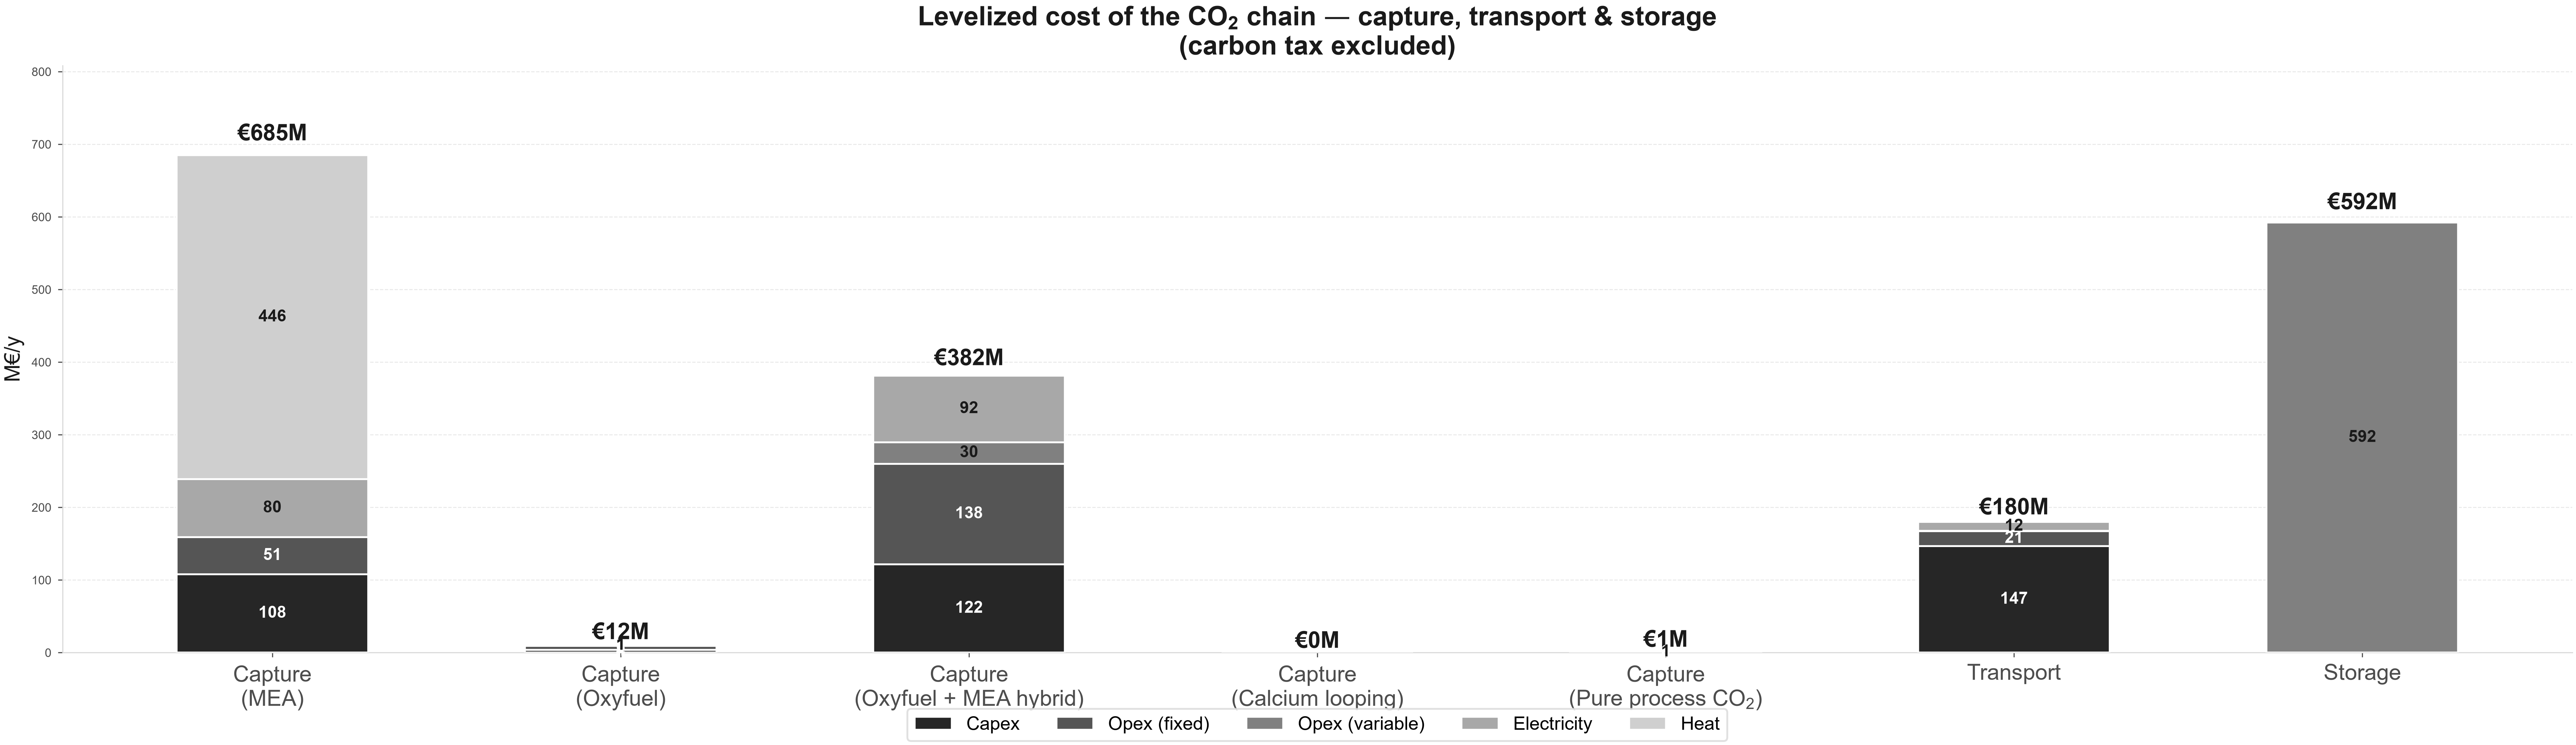 Levelized cost of the CO₂ chain — capture, transport & storage
(carbon tax excluded)
M€/y
800
700
600
500
400
300
200
100
0
€685M
446
80
51
108
€12M
1
€382M
92
30
138
122
€0M
€1M
1
€180M
12
21
147
€592M
592
Capture
(MEA)
Capture
(Oxyfuel)
Capture
(Oxyfuel + MEA hybrid)
Capture
(Calcium looping)
Capture
(Pure process CO₂)
Transport
Storage
Capex
Opex (fixed)
Opex (variable)
Electricity
Heat